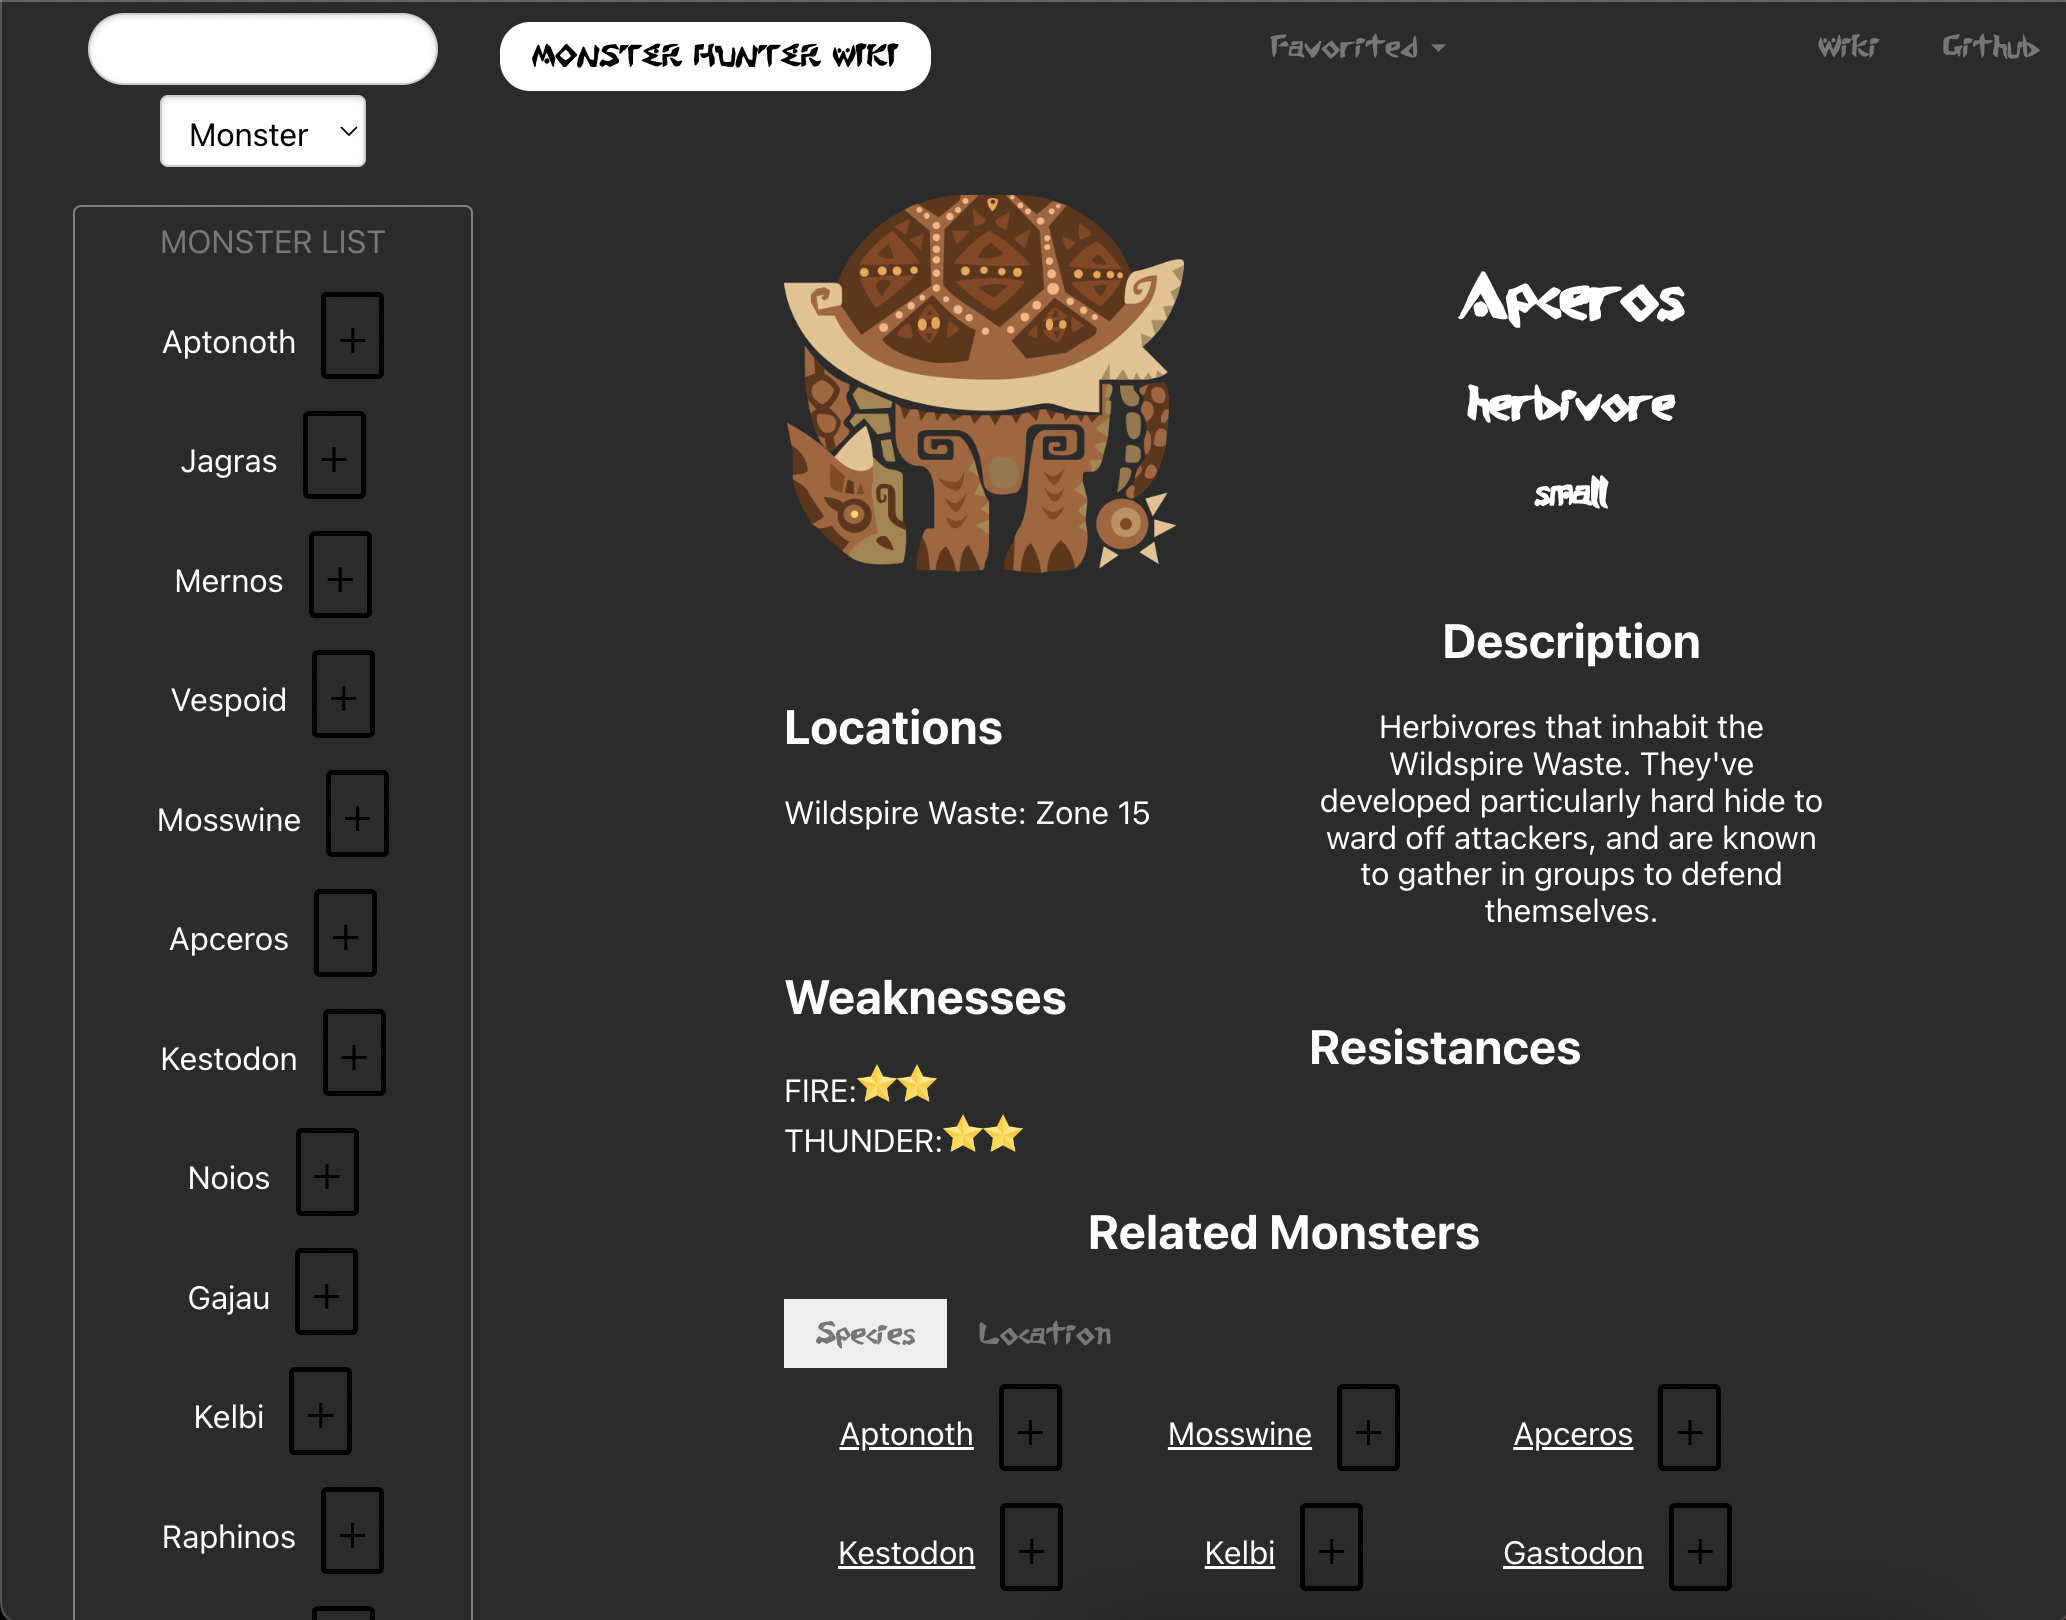 MONSTER HUNTER WIKI
Favorited
Wiki
Github
Monster
MONSTER LIST
Aptonoth +
Jagras +
Mernos +
Vespoid +
Mosswine +
Apceros +
Kestodon +
Noios +
Gajau +
Kelbi +
Raphinos +
Apceros
herbivore
small
Description
Herbivores that inhabit the
Wildspire Waste. They've
developed particularly hard hide to
ward off attackers, and are known
to gather in groups to defend
themselves.
Locations
Wildspire Waste: Zone 15
Weaknesses
FIRE:⭐⭐
THUNDER:⭐⭐
Resistances
Related Monsters
Species Location
Aptonoth + Mosswine + Apceros +
Kestodon + Kelbi + Gastodon +